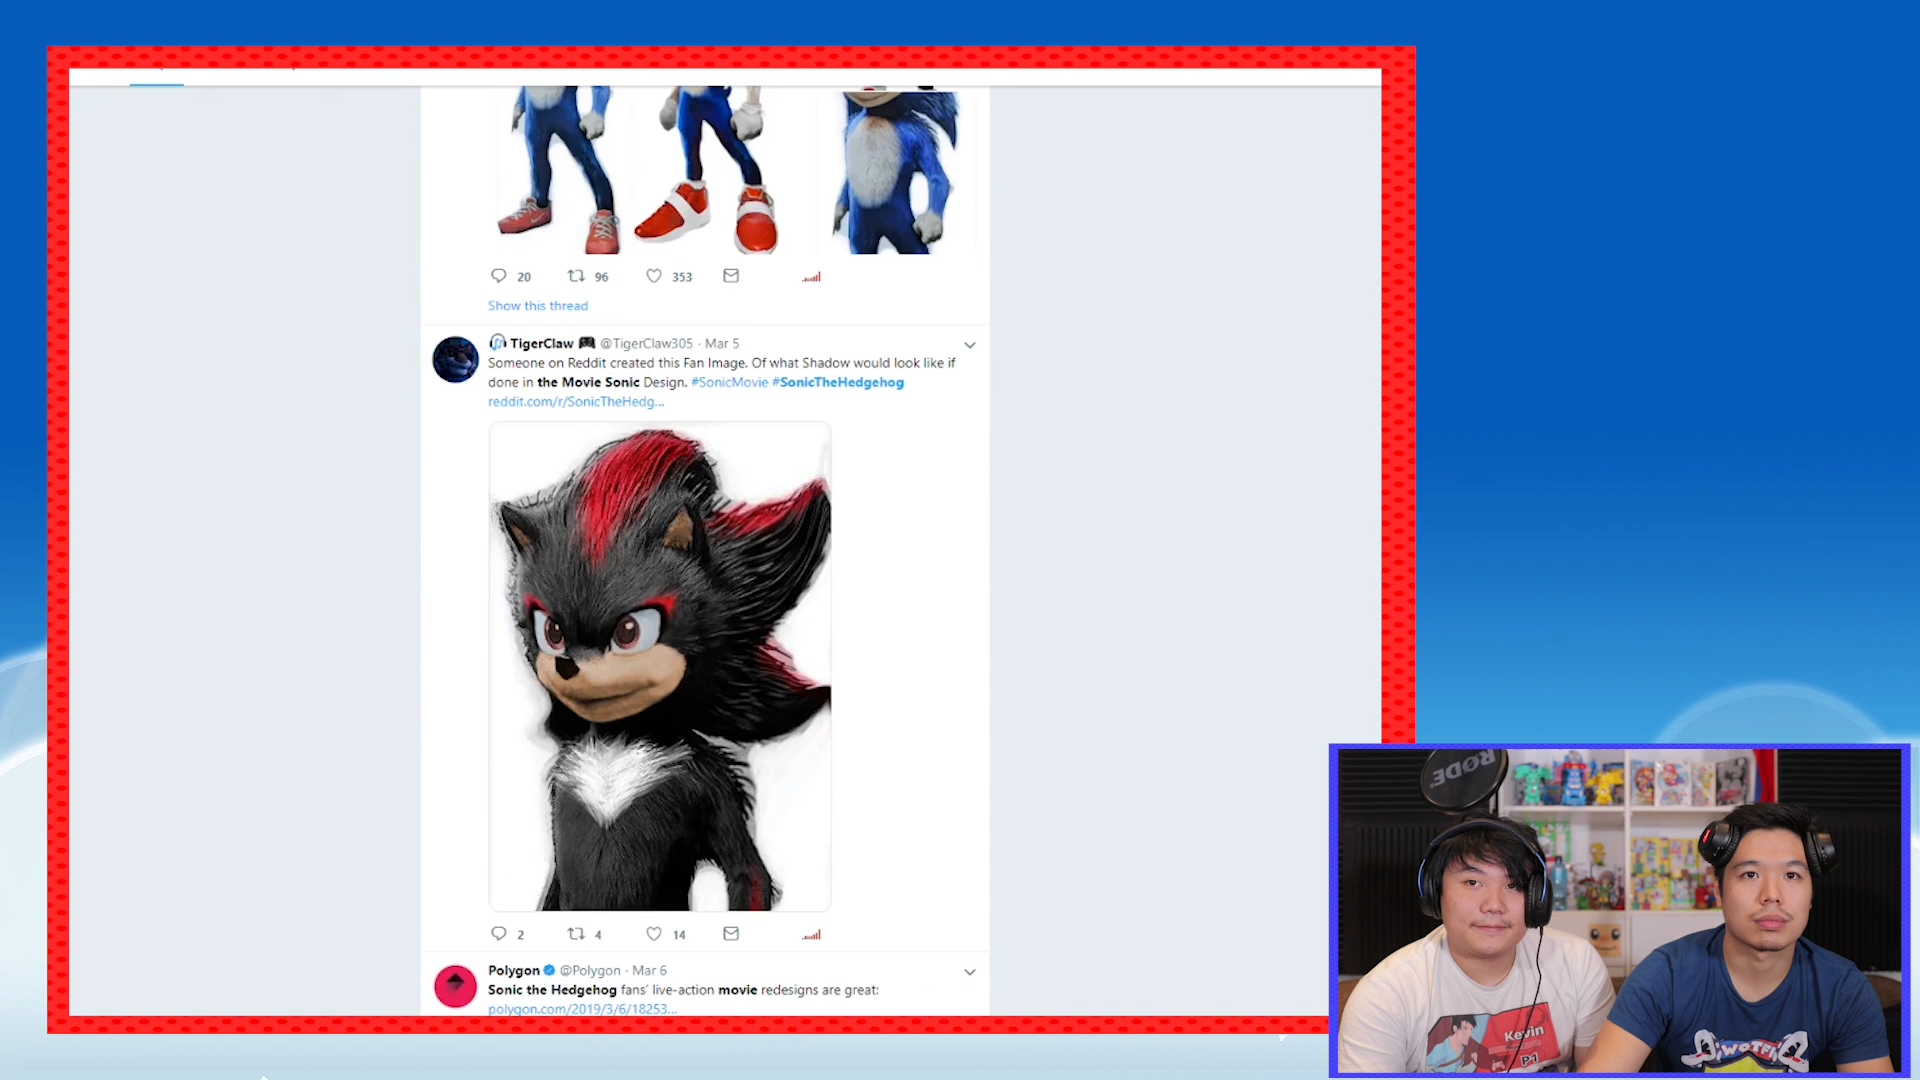 20 96 353
Show this thread
TigerClaw @TigerClaw305 · Mar 5
Someone on Reddit created this Fan Image. Of what Shadow would look like if
done in the Movie Sonic Design. #SonicMovie #SonicTheHedgehog
reddit.com/r/SonicTheHedg...
2 4 14
Polygon @Polygon · Mar 6
Sonic the Hedgehog fans' live-action movie redesigns are great:
polygon.com/2019/3/6/18253...
RØDE
Kevin
P1